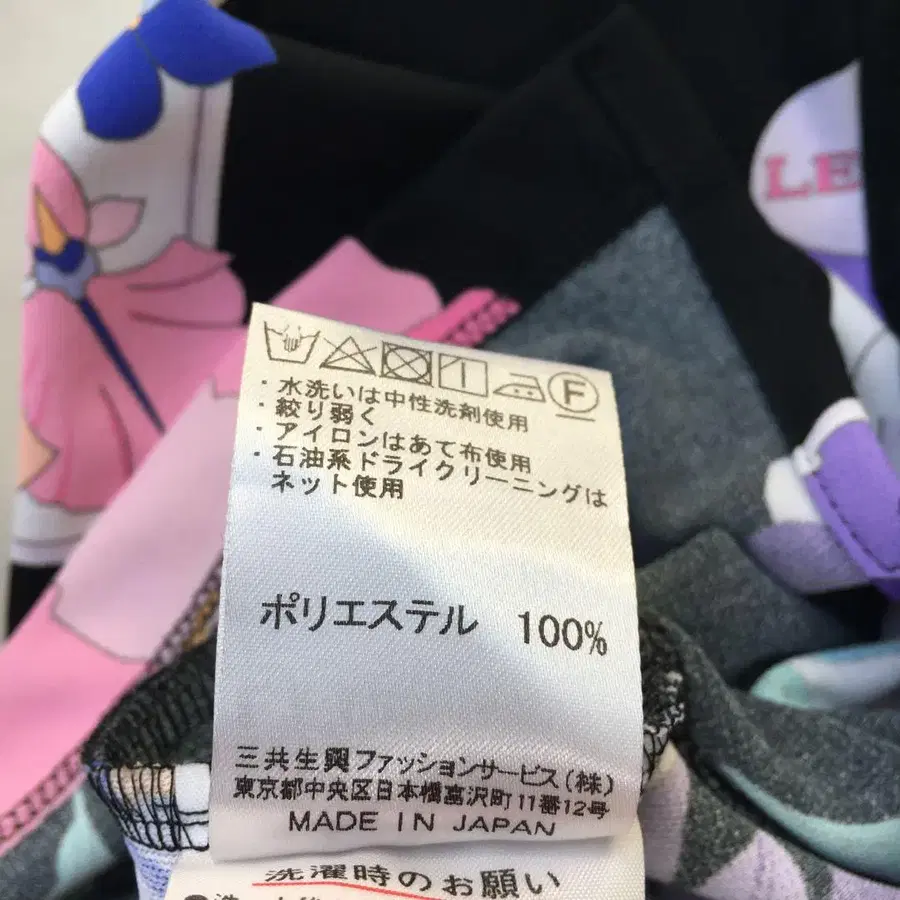 LE
F
・水洗いは中性洗剤使用
・絞り弱く
・アイロンはあて布使用
・石油系ドライクリーニングは
ネット使用
ポリエステル 100%
三共生興ファッションサービス(株)
東京都中央区日本橋富沢町11番12号
MADE IN JAPAN
洗濯時のお願い